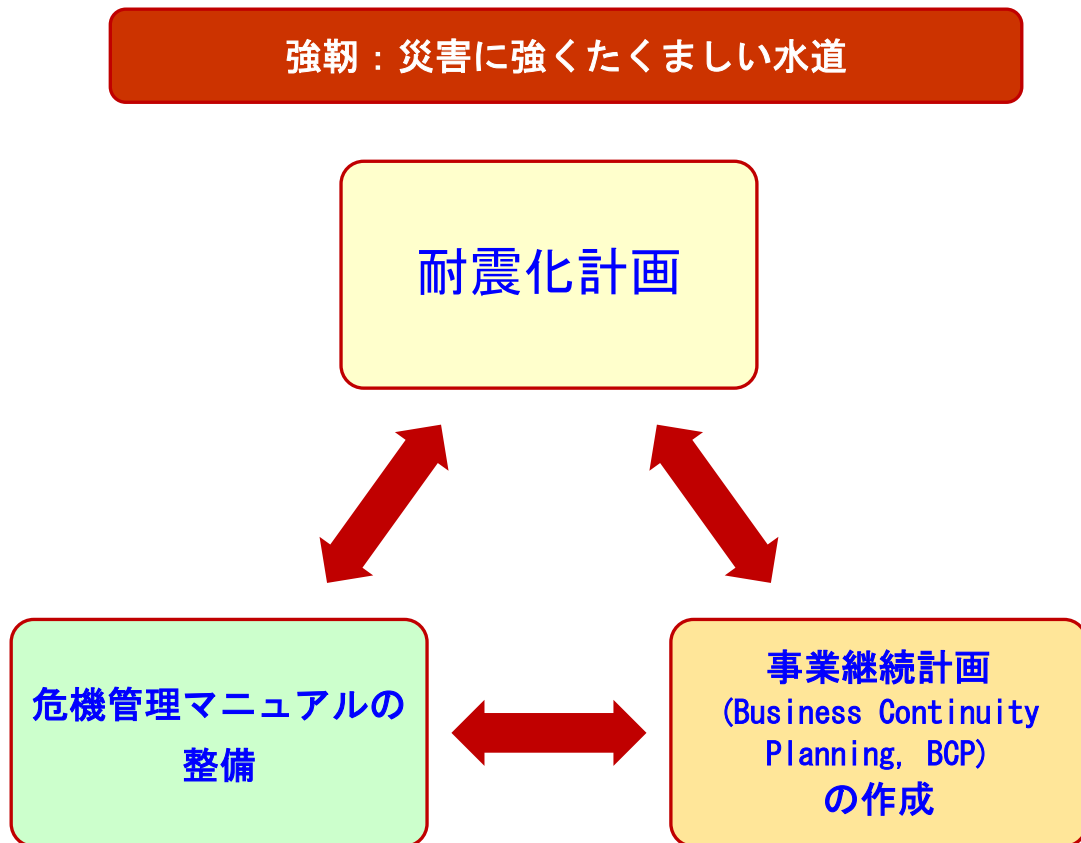 強靭：災害に強くたくましい水道
耐震化計画
危機管理マニュアルの
整備
事業継続計画
(Business Continuity
Planning, BCP)
の作成